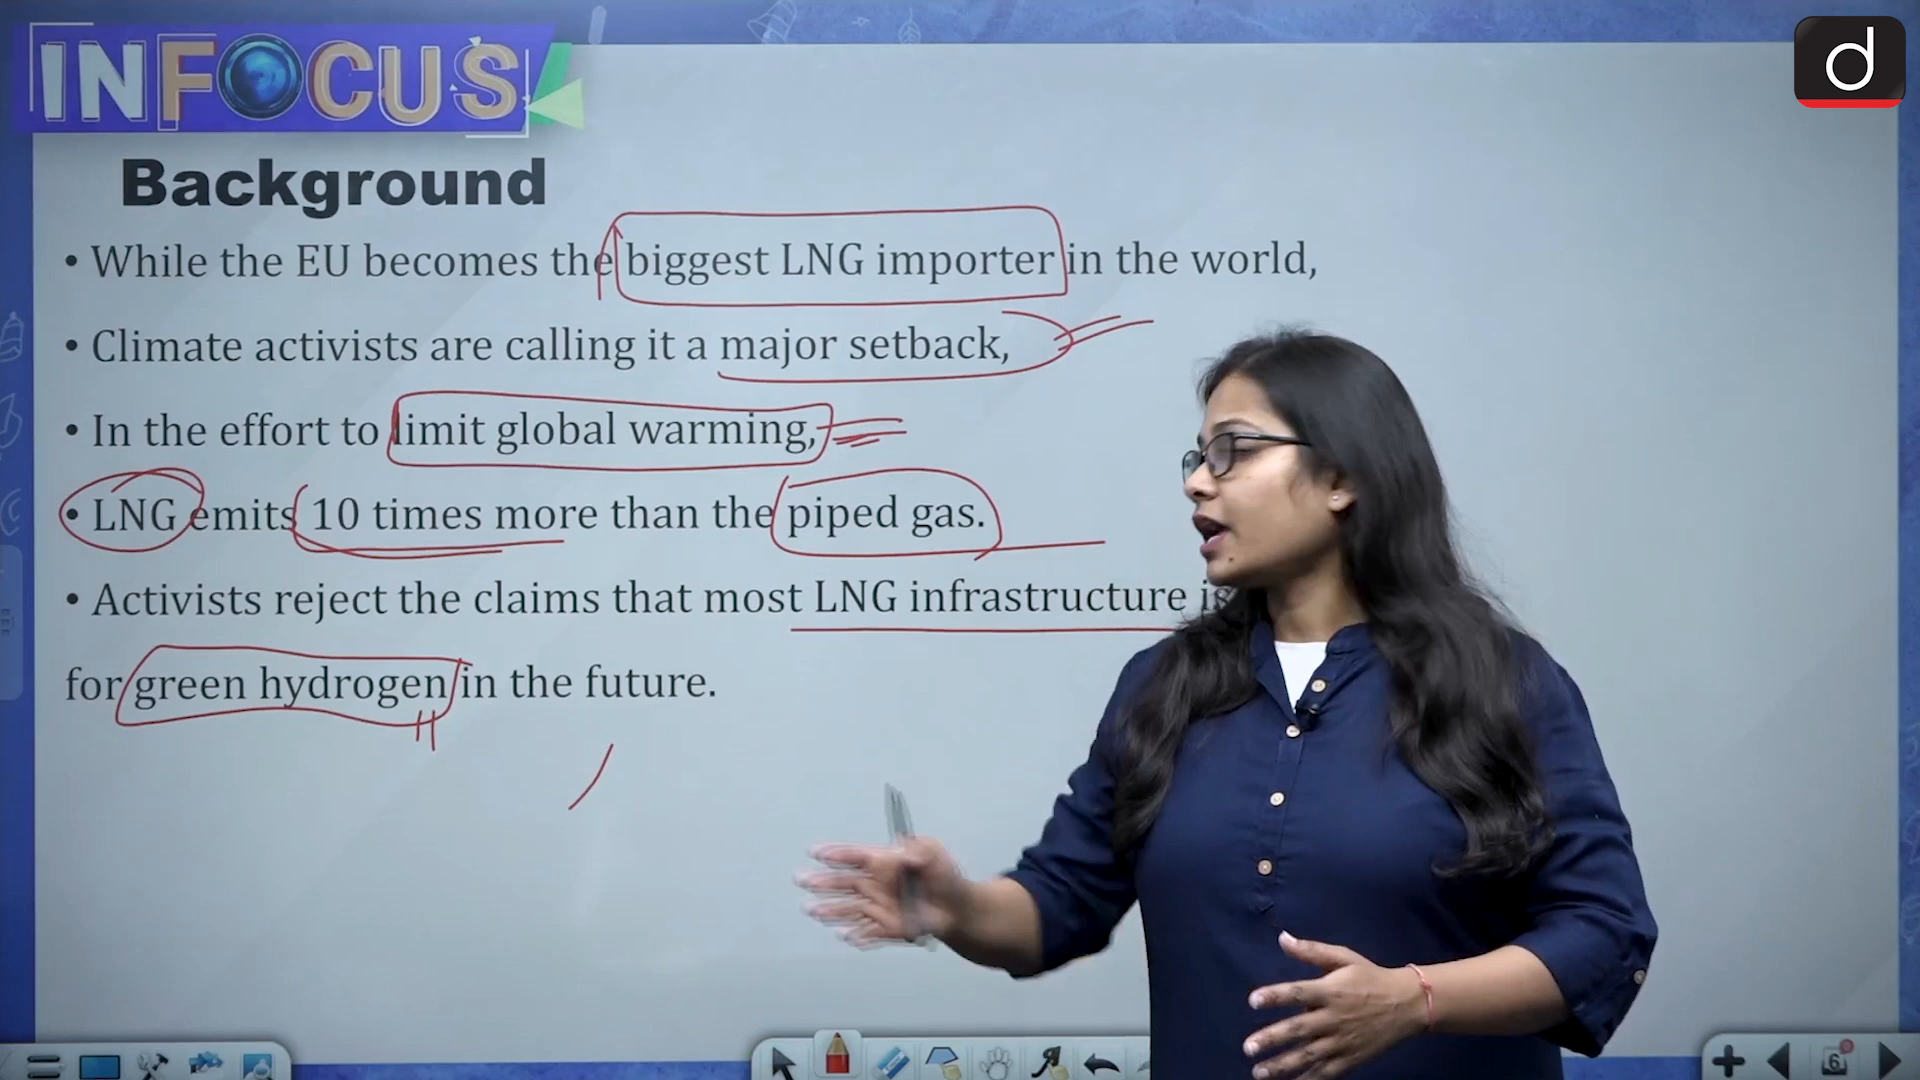 INFOCUS
d
Background
• While the EU becomes the biggest LNG importer in the world,
• Climate activists are calling it a major setback,
• In the effort to limit global warming,
• LNG emits 10 times more than the piped gas.
• Activists reject the claims that most LNG infrastructure is
for green hydrogen in the future.
6